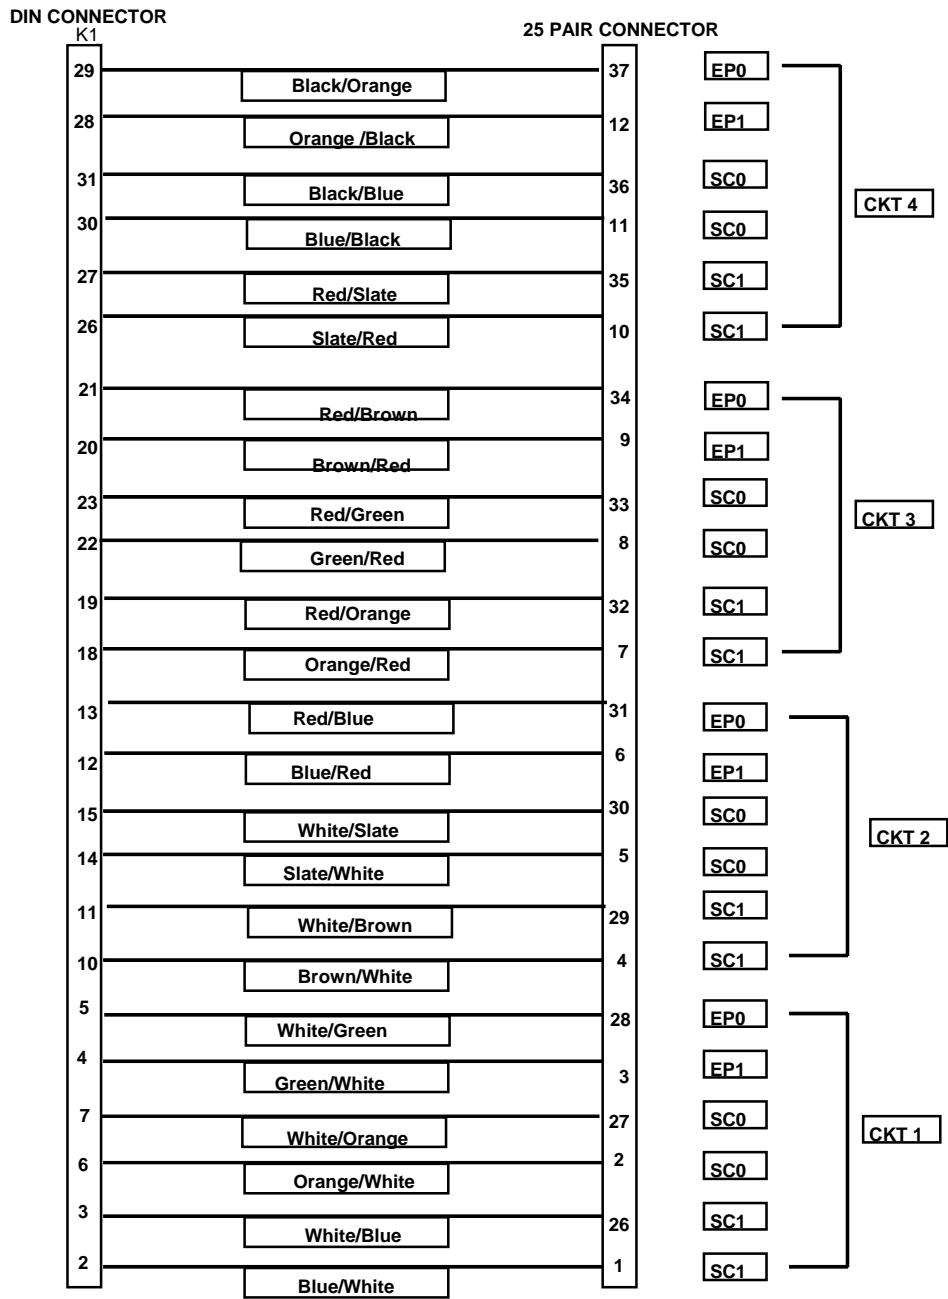 DIN CONNECTOR
K1
25 PAIR CONNECTOR
29 Black/Orange 37 EP0
28 Orange /Black 12 EP1
31 Black/Blue 36 SC0
CKT 4
30 Blue/Black 11 SC0
27 Red/Slate 35 SC1
26 Slate/Red 10 SC1
21 Red/Brown 34 EP0
20 Brown/Red 9 EP1
23 Red/Green 33 SC0
CKT 3
22 Green/Red 8 SC0
19 Red/Orange 32 SC1
18 Orange/Red 7 SC1
13 Red/Blue 31 EP0
12 Blue/Red 6 EP1
15 White/Slate 30 SC0
CKT 2
14 Slate/White 5 SC0
11 White/Brown 29 SC1
10 Brown/White 4 SC1
5 White/Green 28 EP0
4 Green/White 3 EP1
7 White/Orange 27 SC0
CKT 1
6 Orange/White 2 SC0
3 White/Blue 26 SC1
2 Blue/White 1 SC1